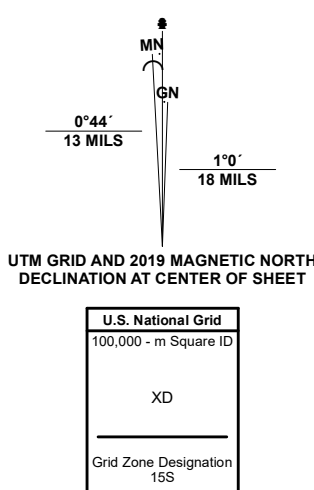 MN
GN
0°44´
13 MILS
1°0´
18 MILS
UTM GRID AND 2019 MAGNETIC NORTH
DECLINATION AT CENTER OF SHEET
U.S. National Grid
100,000 - m Square ID
XD
Grid Zone Designation
15S